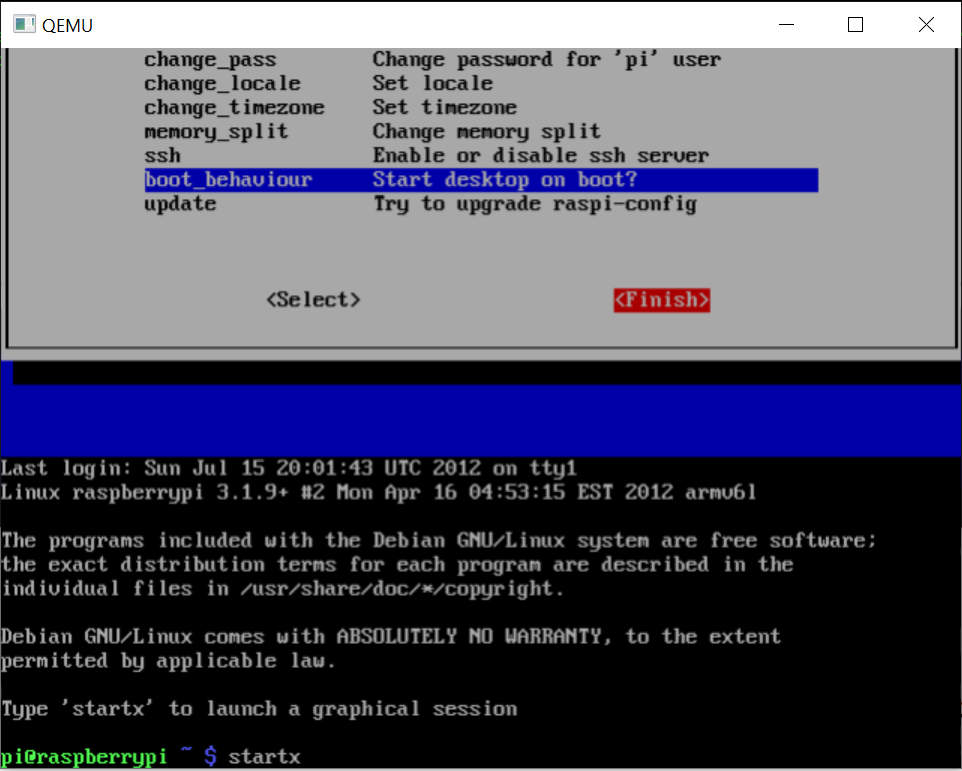 QEMU
change_pass Change password for 'pi' user
change_locale Set locale
change_timezone Set timezone
memory_split Change memory split
ssh Enable or disable ssh server
boot_behaviour Start desktop on boot?
update Try to upgrade raspi-config
<Select> <Finish>
Last login: Sun Jul 15 20:01:43 UTC 2012 on tty1
Linux raspberrypi 3.1.9+ #2 Mon Apr 16 04:53:15 EST 2012 armv6l
The programs included with the Debian GNU/Linux system are free software;
the exact distribution terms for each program are described in the
individual files in /usr/share/doc/*/copyright.
Debian GNU/Linux comes with ABSOLUTELY NO WARRANTY, to the extent
permitted by applicable law.
Type 'startx' to launch a graphical session
pi@raspberrypi ~ $ startx